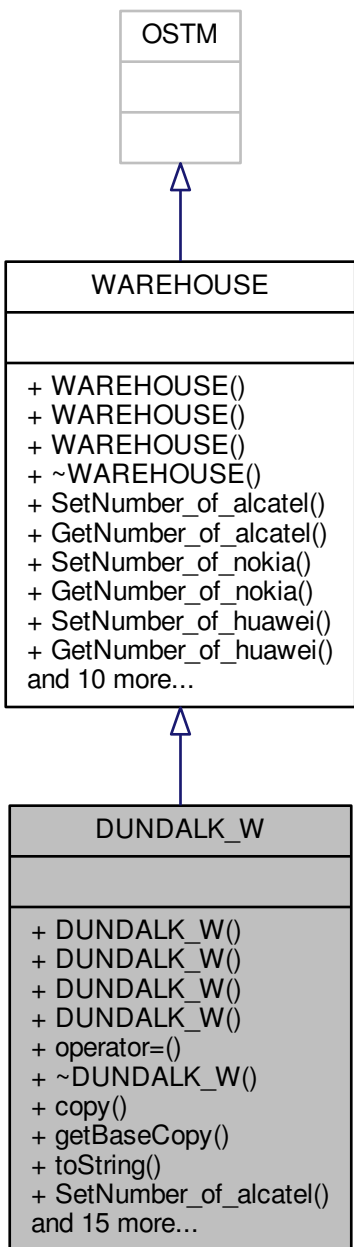 OSTM
WAREHOUSE
+ WAREHOUSE()
+ WAREHOUSE()
+ WAREHOUSE()
+ ~WAREHOUSE()
+ SetNumber_of_alcatel()
+ GetNumber_of_alcatel()
+ SetNumber_of_nokia()
+ GetNumber_of_nokia()
+ SetNumber_of_huawei()
+ GetNumber_of_huawei()
and 10 more...
DUNDALK_W
+ DUNDALK_W()
+ DUNDALK_W()
+ DUNDALK_W()
+ DUNDALK_W()
+ operator=()
+ ~DUNDALK_W()
+ copy()
+ getBaseCopy()
+ toString()
+ SetNumber_of_alcatel()
and 15 more...